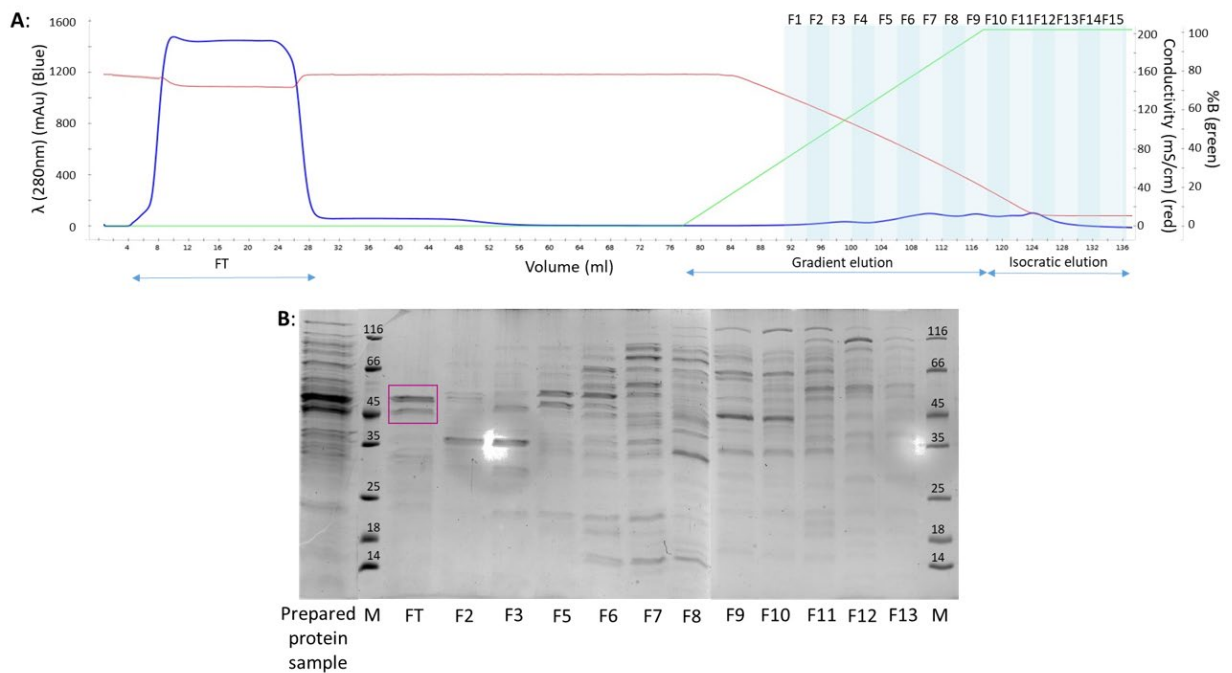 A:
F1 F2 F3 F4 F5 F6 F7 F8 F9 F10 F11 F12 F13 F14 F15
λ (280nm) (mAu) (Blue)
1600
1200
800
400
0
200
160
120
80
40
0
Conductivity (mS/cm) (red)
100
80
60
40
20
0
%B (green)
4 8 12 16 20 24 28 32 36 40 44 48 52 56 60 64 68 72 76 80 84 88 92 96 100 104 108 112 116 120 124 128 132 136
FT
Volume (ml)
Gradient elution
Isocratic elution
B:
116
66
45
35
25
18
14
116
66
45
35
25
18
14
Prepared protein sample M FT F2 F3 F5 F6 F7 F8 F9 F10 F11 F12 F13 M